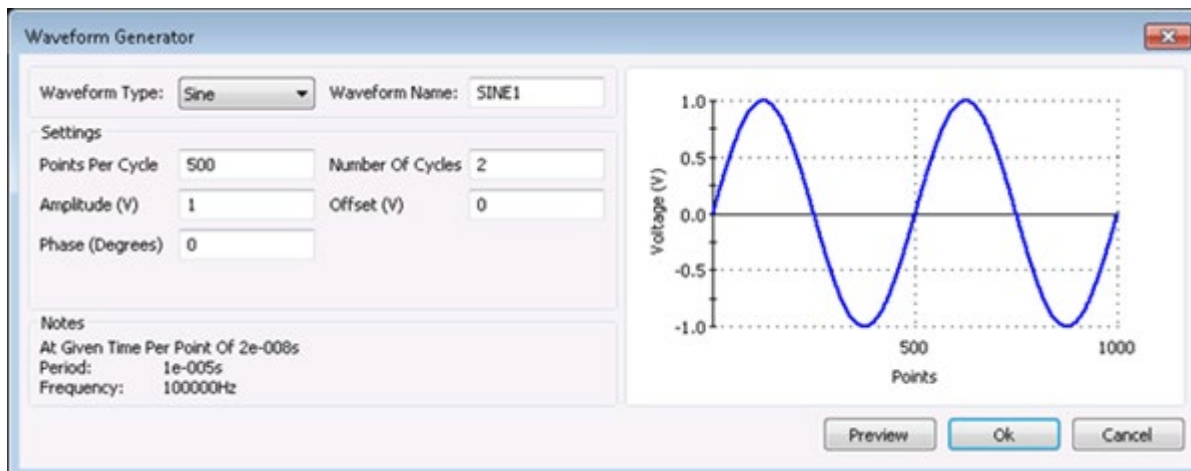 Waveform Generator
Waveform Type: Sine Waveform Name: SINE1
Settings
Points Per Cycle 500 Number Of Cycles 2
Amplitude (V) 1 Offset (V) 0
Phase (Degrees) 0
Notes
At Given Time Per Point Of 2e-008s
Period: 1e-005s
Frequency: 100000Hz
1.0
0.5
0.0
-0.5
-1.0
Voltage (V)
500 1000
Points
Preview Ok Cancel